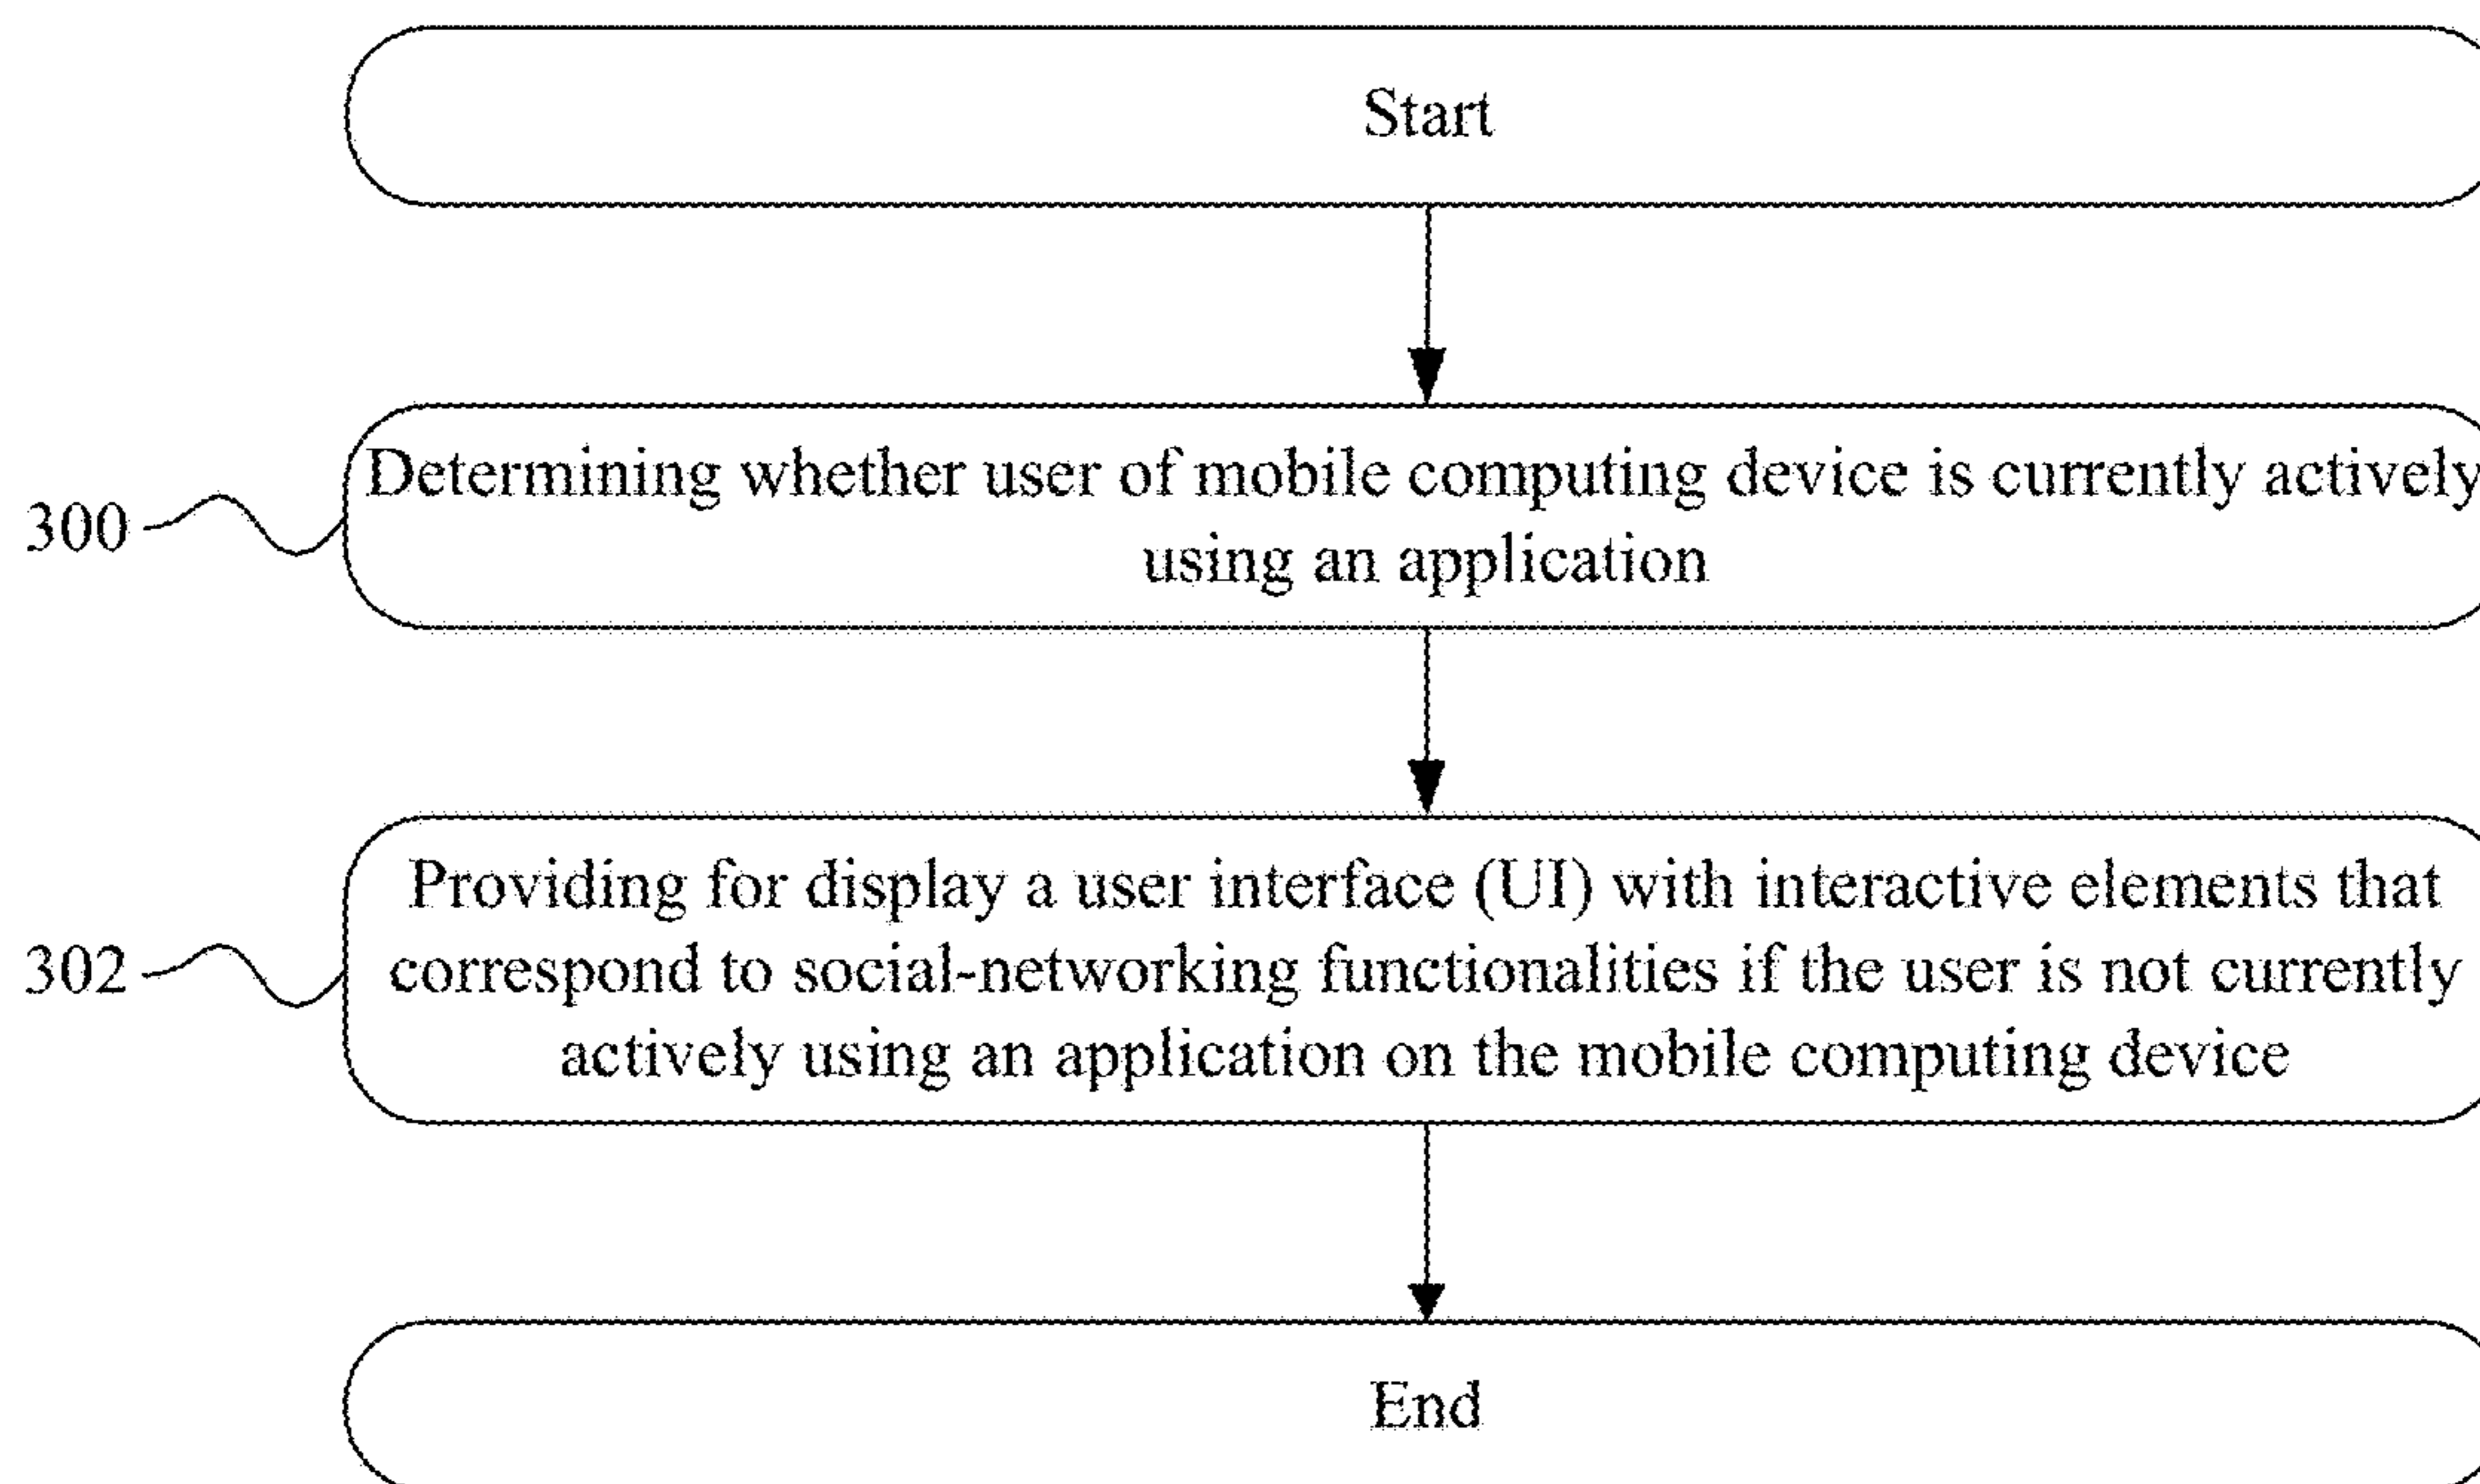 Start
Determining whether user of mobile computing device is currently actively
using an application
300
Providing for display a user interface (UI) with interactive elements that
correspond to social-networking functionalities if the user is not currently
302
actively using an application on the mobile computing device
End